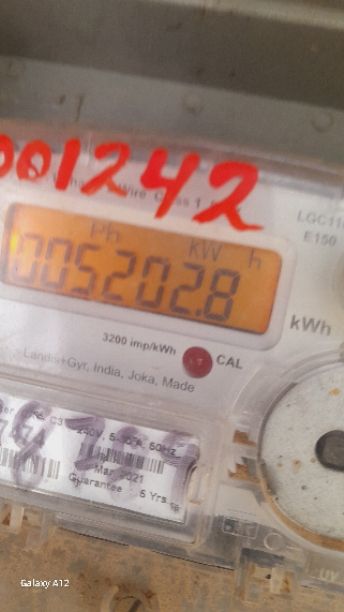 001242
Wire Class 1
LGC11
E150
Ph kW h
005202.8
kWh
3200 imp/kWh
CAL
Landis+Gyr, India, Joka, Made
C3 240V, 5- 50Hz
Mar 2021
Guarantee 5 Yrs
Galaxy A12